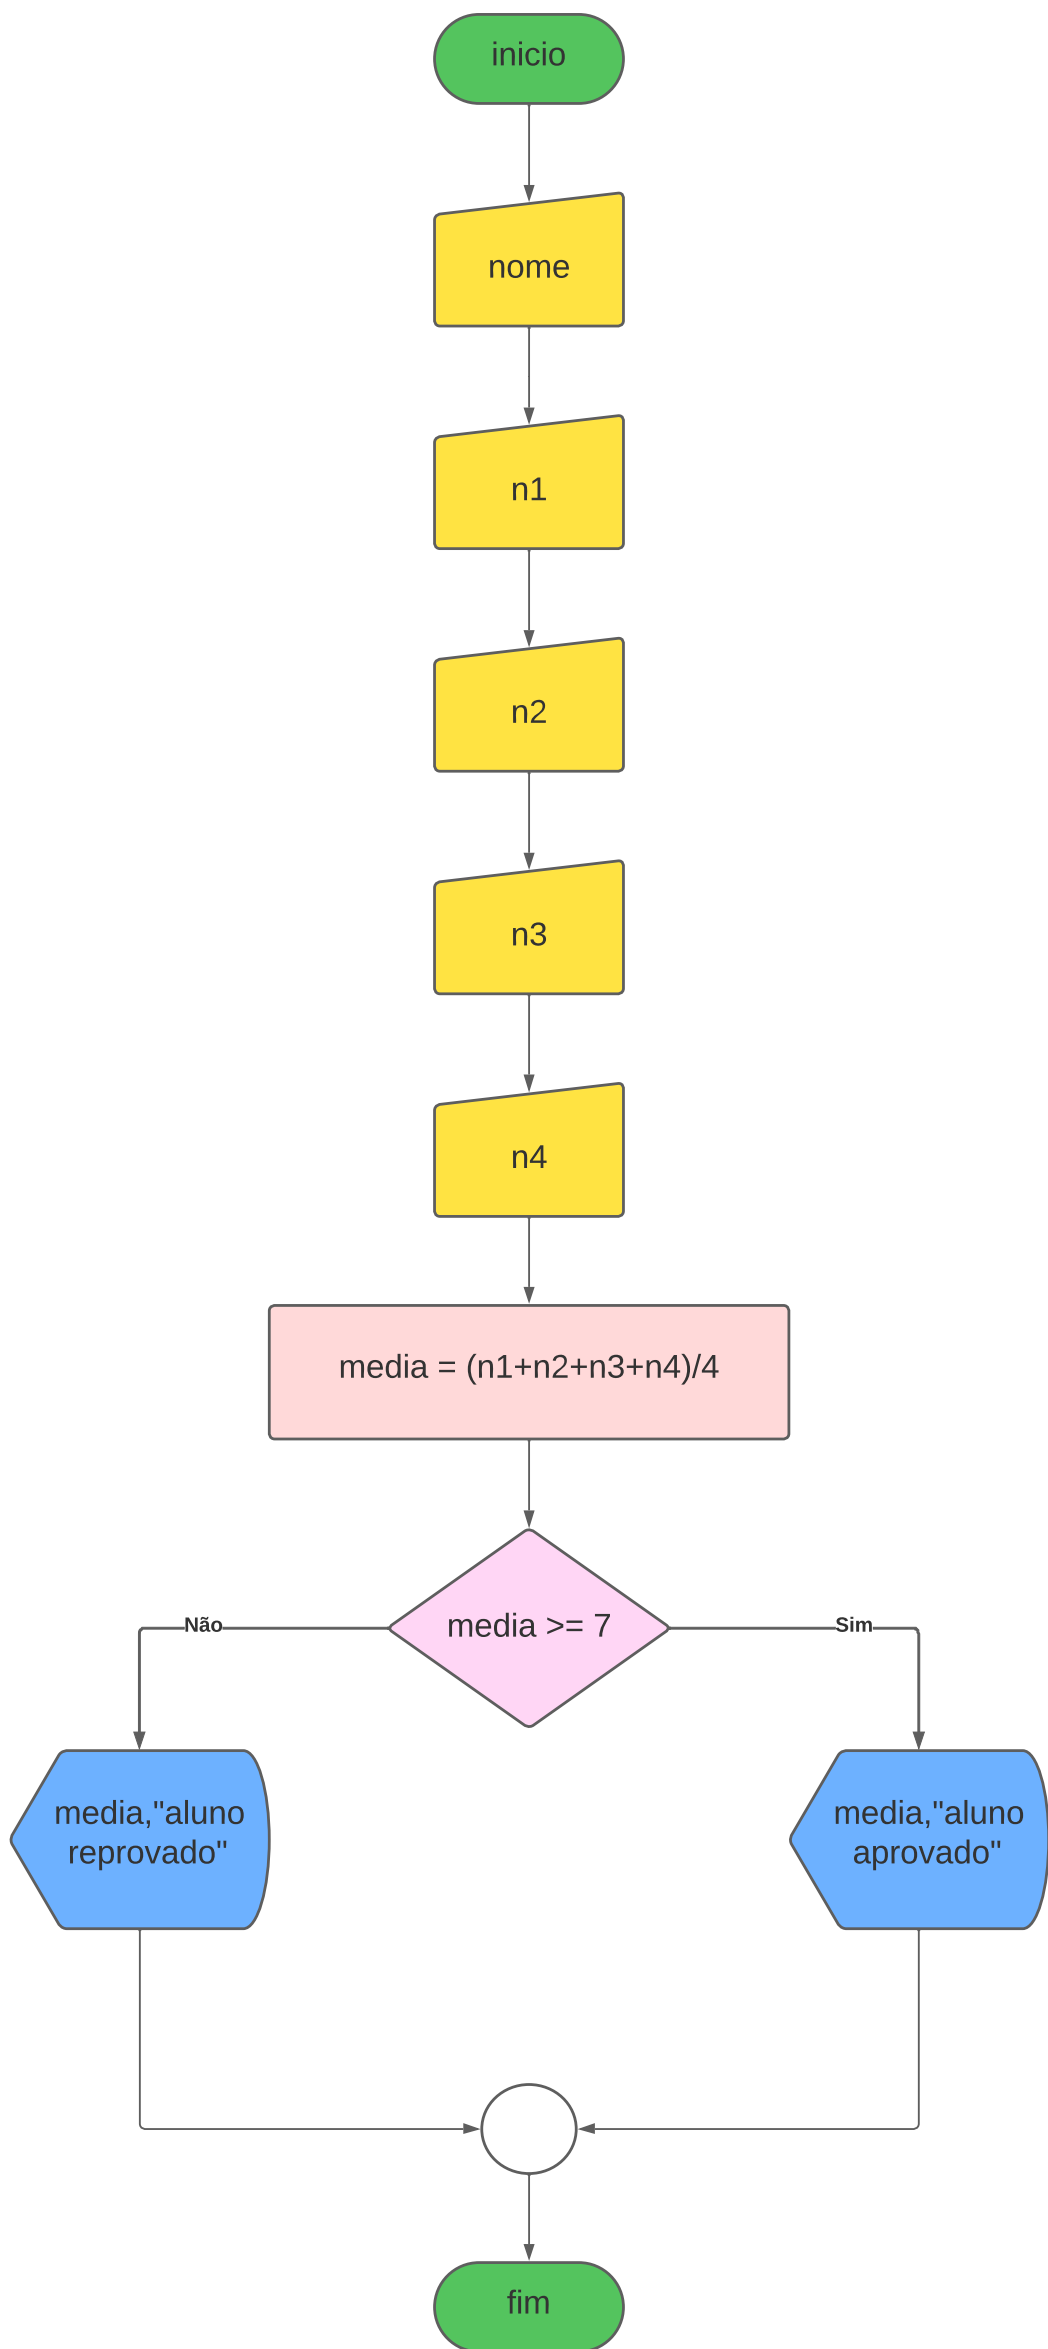 inicio
nome
n1
n2
n3
n4
media = (n1+n2+n3+n4)/4
media >= 7
Não
Sim
media,"aluno
reprovado"
media,"aluno
aprovado"
fim